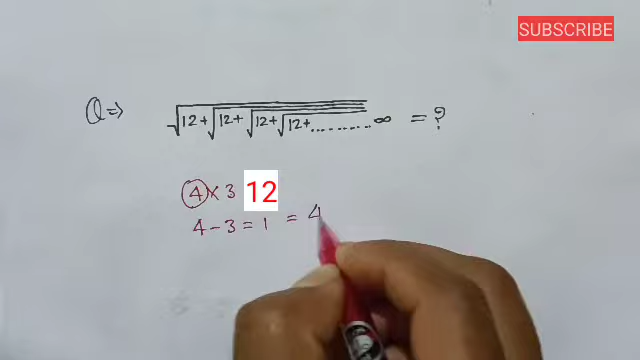 SUBSCRIBE
Q⇒ √12+√12+√12+√12+..........∞ = ?
4 × 3 12
4 - 3 = 1 = 4